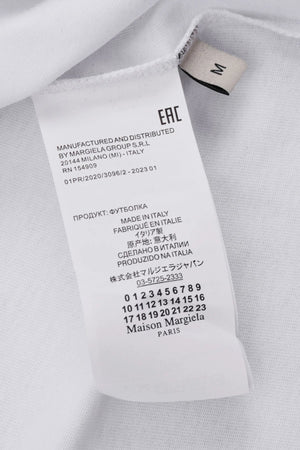 M
EAC
MANUFACTURED AND DISTRIBUTED
BY MARGIELA GROUP S.R.L
20144 MILANO (MI) - ITALY
RN 154909
01PR/2020/3096/2 - 2023 01
ПРОДУКТ: ФУТБОЛКА
MADE IN ITALY
FABRIQUÉ EN ITALIE
イタリア製
原产地: 意大利
СДЕЛАНО В ИТАЛИИ
PRODUZIDO NA ITALIA
株式会社マルジェラジャパン
03-5725-2333
0 1 2 3 4 5 6 7 8 9
10 11 12 13 14 15 16
17 18 19 20 21 22 23
Maison Margiela
PARIS